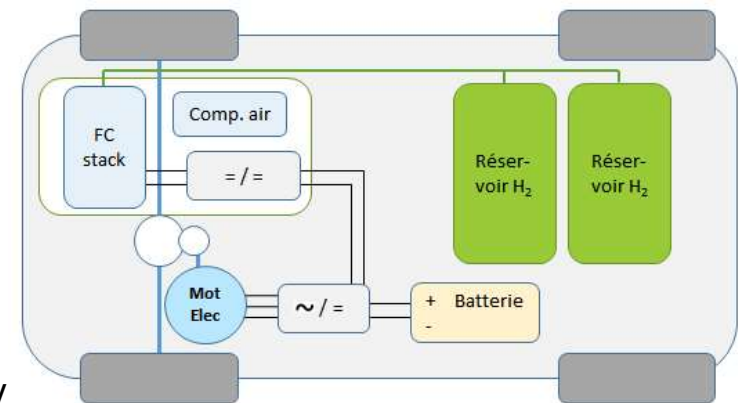 FC
stack
Comp. air
= / =
Réser-
voir H₂
Réser-
voir H₂
Mot
Elec
~ / =
+ Batterie
-